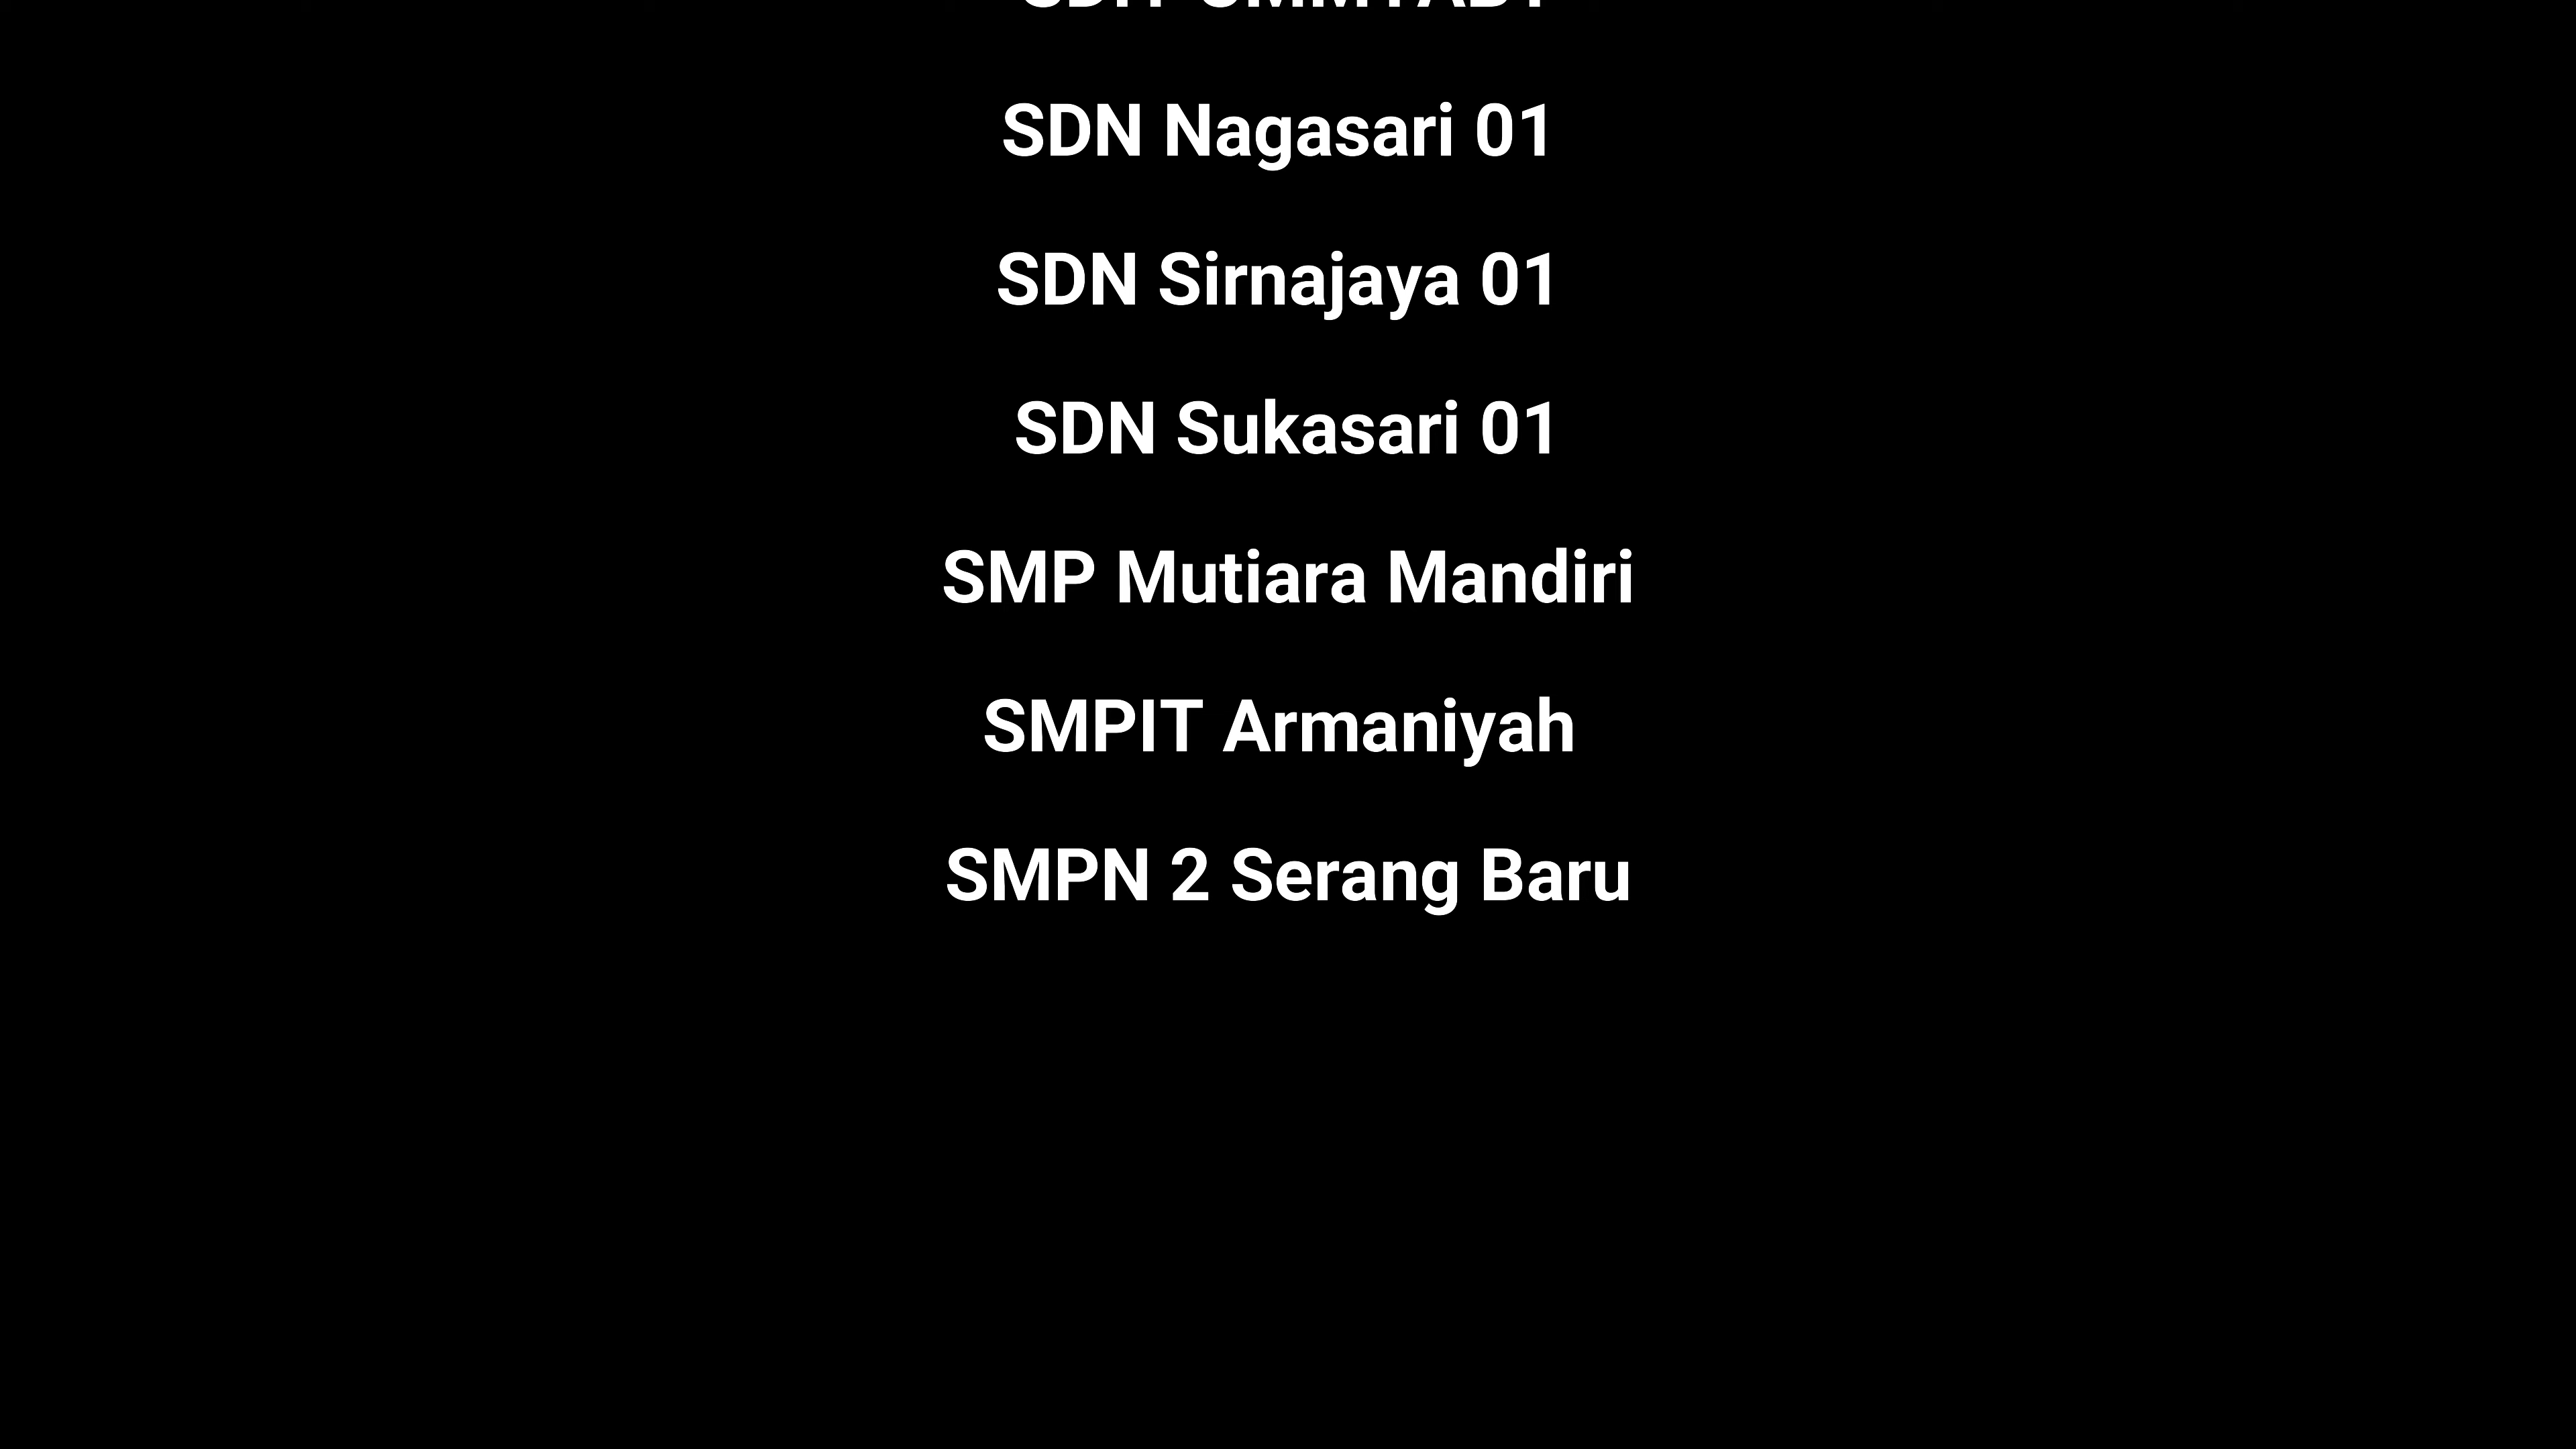 SDN Nagasari 01
SDN Sirnajaya 01
SDN Sukasari 01
SMP Mutiara Mandiri
SMPIT Armaniyah
SMPN 2 Serang Baru